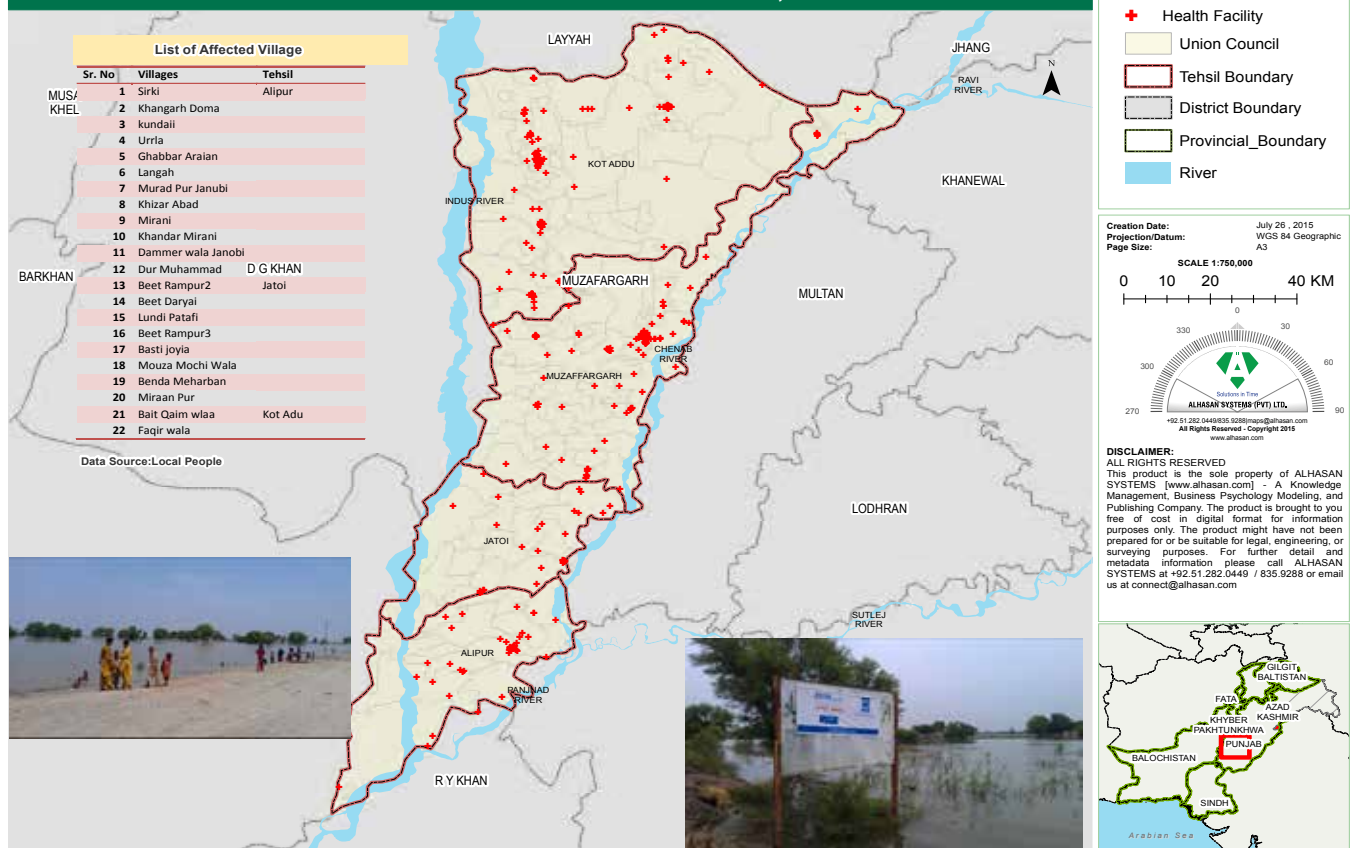 List of Affected Village
Sr. No Villages Tehsil
1 Sirki Alipur
2 Khangarh Doma
3 kundaii
4 Urrla
5 Ghabbar Araian
6 Langah
7 Murad Pur Janubi
8 Khizar Abad
9 Mirani
10 Khandar Mirani
11 Dammer wala Janobi
12 Dur Muhammad
13 Beet Rampur2 Jatoi
14 Beet Daryai
15 Lundi Patafi
16 Beet Rampur3
17 Basti joyia
18 Mouza Mochi Wala
19 Benda Meharban
20 Miraan Pur
21 Bait Qaim wlaa Kot Adu
22 Faqir wala
Data Source:Local People
MUSA
KHEL
BARKHAN
D G KHAN
LAYYAH
JHANG
RAVI
RIVER
N
KOT ADDU
KHANEWAL
INDUS RIVER
MUZAFARGARH
MULTAN
CHENAB
RIVER
MUZAFFARGARH
LODHRAN
JATOI
SUTLEJ
RIVER
ALIPUR
PANJNAD
RIVER
R Y KHAN
Health Facility
Union Council
Tehsil Boundary
District Boundary
Provincial_Boundary
River
Creation Date: July 26 , 2015
Projection/Datum: WGS 84 Geographic
Page Size: A3
SCALE 1:750,000
0 10 20 40 KM
0
330 30
300 60
270 90
Solutions in Time
ALHASAN SYSTEMS (PVT) LTD.
+92.51.282.0449/835.9288|maps@alhasan.com
All Rights Reserved - Copyright 2015
www.alhasan.com
DISCLAIMER:
ALL RIGHTS RESERVED
This product is the sole property of ALHASAN
SYSTEMS [www.alhasan.com] - A Knowledge
Management, Business Psychology Modeling, and
Publishing Company. The product is brought to you
free of cost in digital format for information
purposes only. The product might have not been
prepared for or be suitable for legal, engineering, or
surveying purposes. For further detail and
metadata information please call ALHASAN
SYSTEMS at +92.51.282.0449 / 835.9288 or email
us at connect@alhasan.com
GILGIT
BALTISTAN
FATA
AZAD
KASHMIR
KHYBER
PAKHTUNKHWA
PUNJAB
BALOCHISTAN
SINDH
Arabian Sea